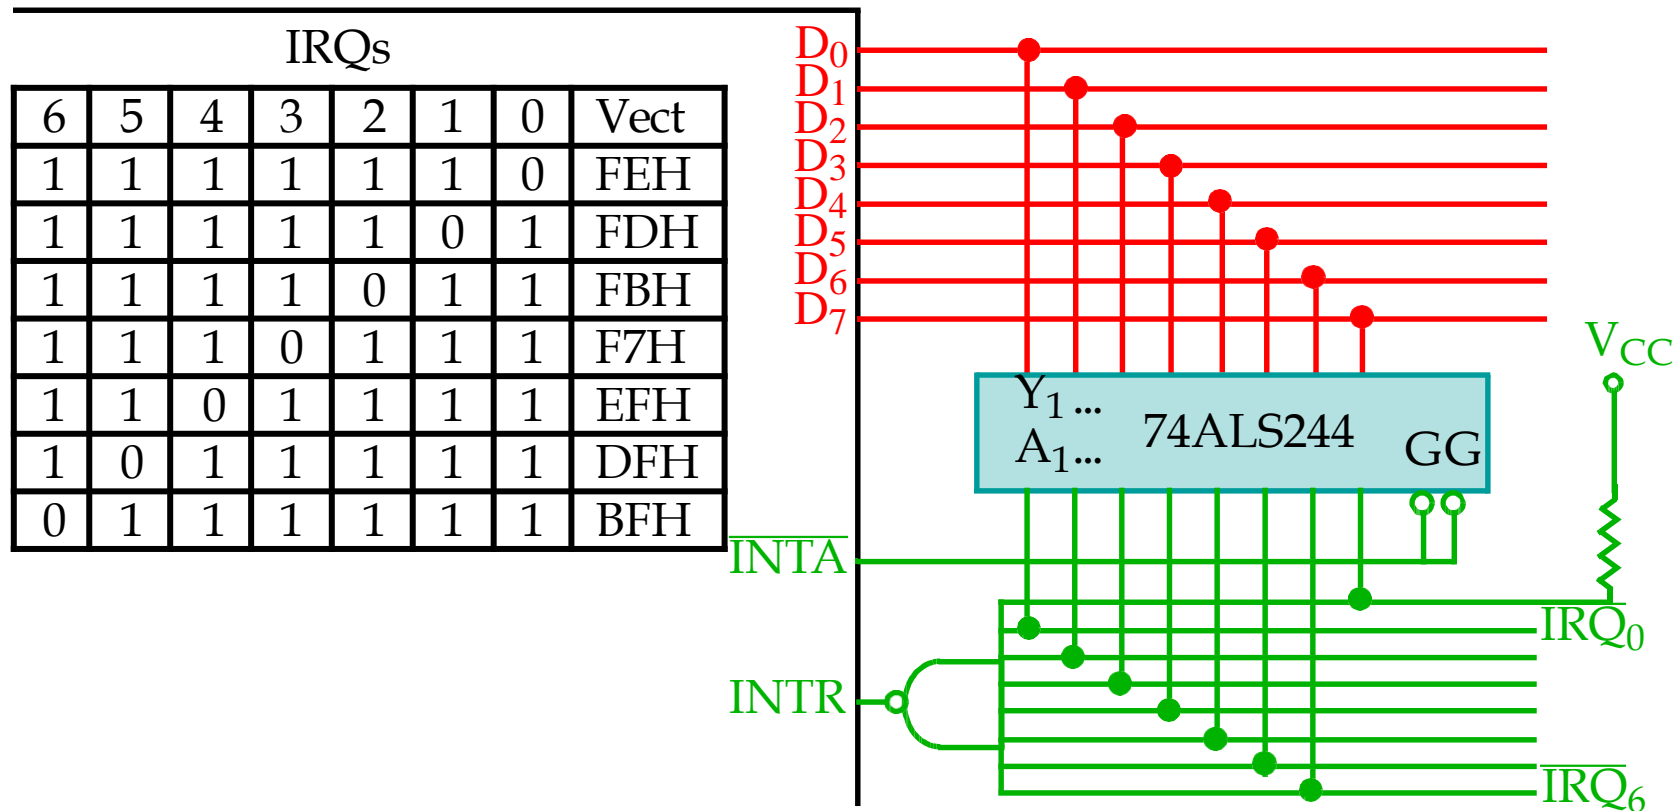 IRQs
6 5 4 3 2 1 0 Vect
1 1 1 1 1 1 0 FEH
1 1 1 1 1 0 1 FDH
1 1 1 1 0 1 1 FBH
1 1 1 0 1 1 1 F7H
1 1 0 1 1 1 1 EFH
1 0 1 1 1 1 1 DFH
0 1 1 1 1 1 1 BFH
D₀
D₁
D₂
D₃
D₄
D₅
D₆
D₇
V_CC
Y₁...
A₁...
74ALS244
GG
I̅N̅T̅A̅
I̅R̅Q̅₀
INTR
I̅R̅Q̅₆